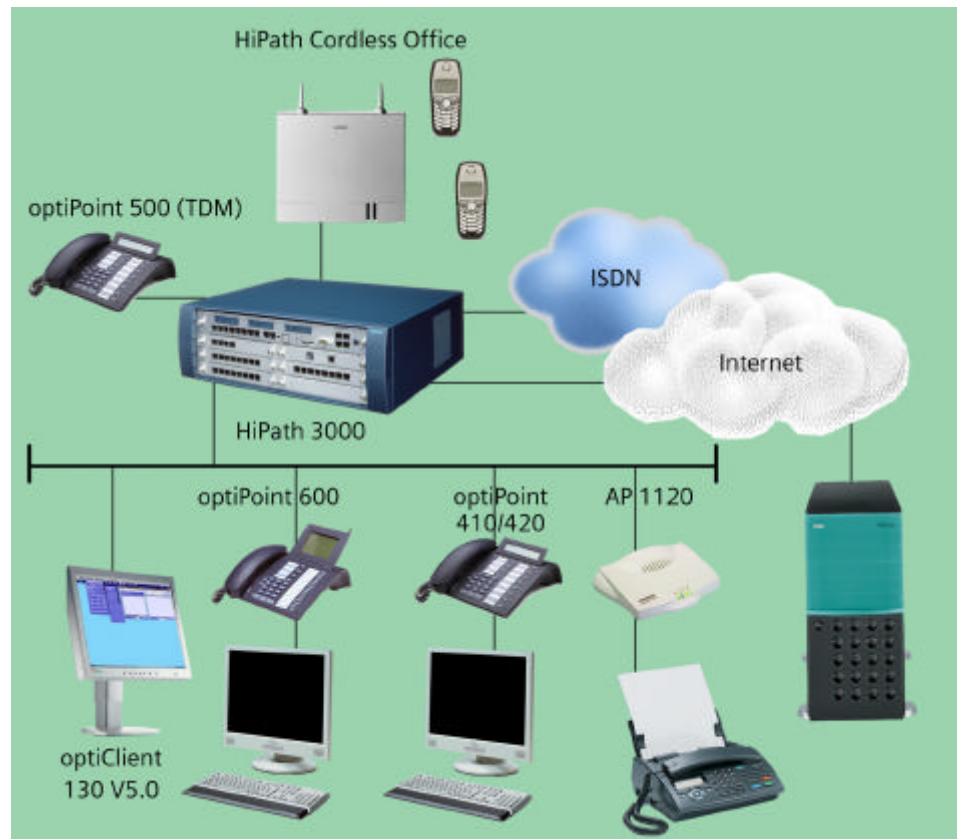 HiPath Cordless Office
optiPoint 500 (TDM)
ISDN
Internet
HiPath 3000
optiPoint 600
optiPoint
410/420
AP 1120
optiClient
130 V5.0